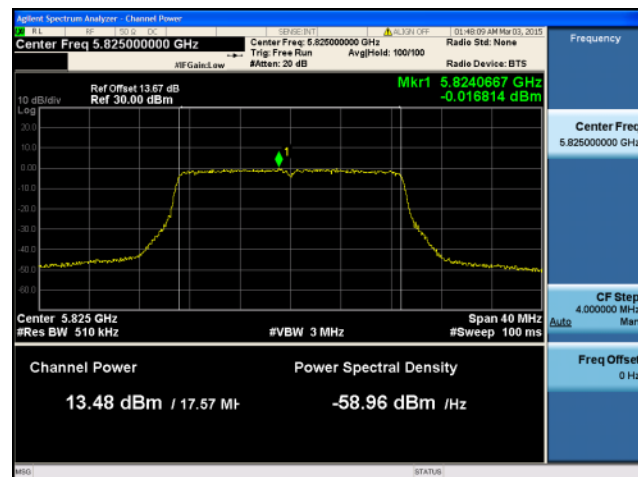 Agilent Spectrum Analyzer - Channel Power
RL RF 50 Ω DC SENSE:INT ALIGN OFF 01:48:09 AM Mar 03, 2015
Center Freq 5.825000000 GHz
Center Freq: 5.825000000 GHz
Radio Std: None
Trig: Free Run Avg|Hold: 100/100
#IFGain:Low #Atten: 20 dB Radio Device: BTS
Mkr1 5.8240667 GHz
-0.016814 dBm
Ref Offset 13.67 dB
10 dB/div Ref 30.00 dBm
Log
20.0
10.0
0.00
-10.0
-20.0
-30.0
-40.0
-50.0
-60.0
1
Center 5.825 GHz Span 40 MHz
#Res BW 510 kHz #VBW 3 MHz #Sweep 100 ms
Channel Power Power Spectral Density
13.48 dBm / 17.57 MH -58.96 dBm /Hz
MSG STATUS
Frequency
Center Freq
5.825000000 GHz
CF Step
4.000000 MHz
Auto Man
Freq Offset
0 Hz